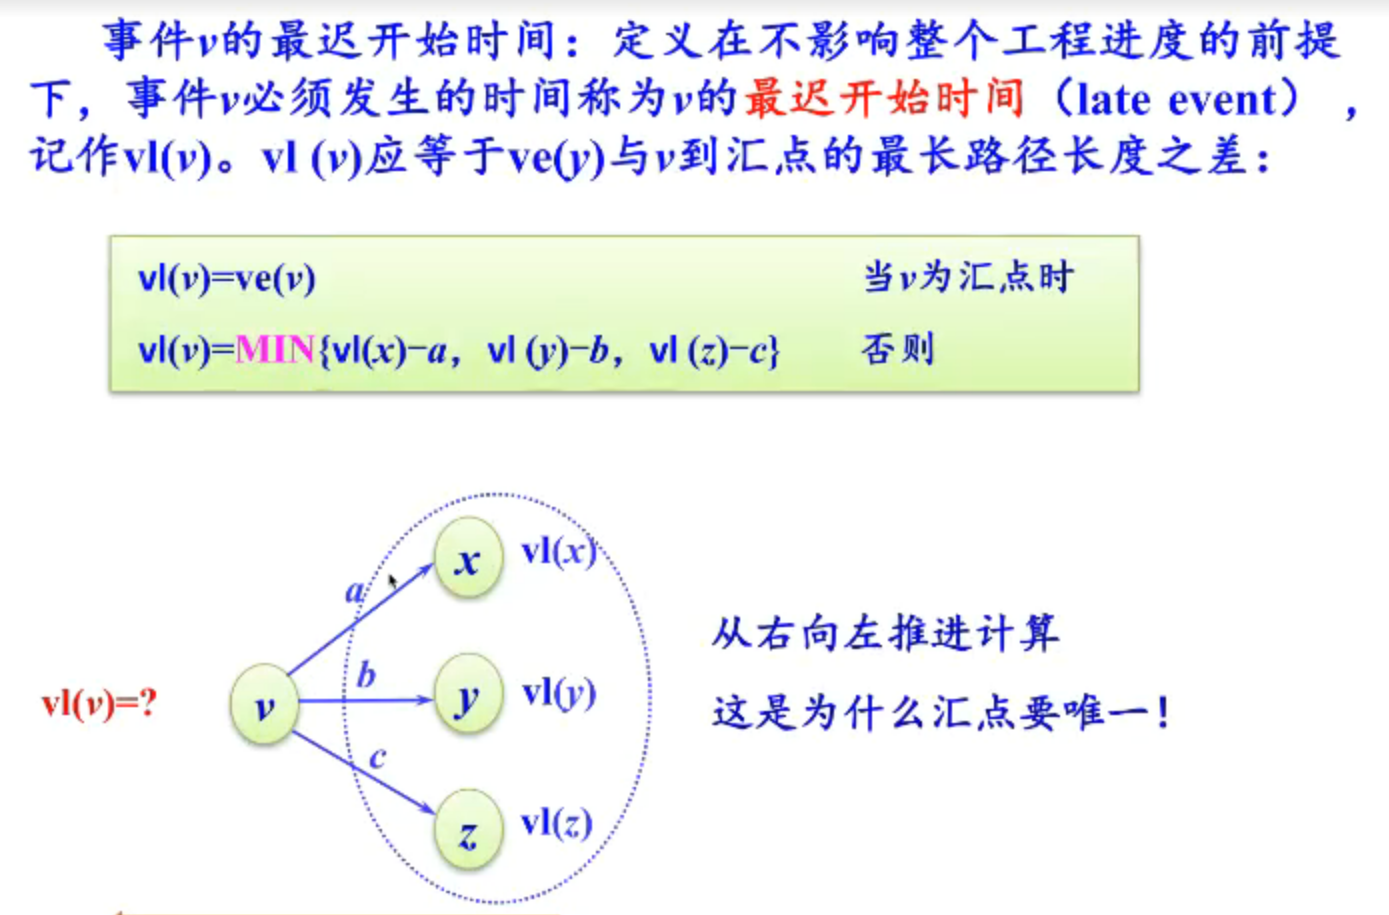 事件v的最迟开始时间：定义在不影响整个工程进度的前提
下，事件v必须发生的时间称为v的最迟开始时间（late event），
记作vl(v)。vl (v)应等于ve(y)与v到汇点的最长路径长度之差：
vl(v)=ve(v) 当v为汇点时
vl(v)=MIN{vl(x)-a，vl (y)-b，vl (z)-c} 否则
x vl(x)
a
从右向左推进计算
b
vl(v)=? v y vl(y)
这是为什么汇点要唯一！
c
z vl(z)